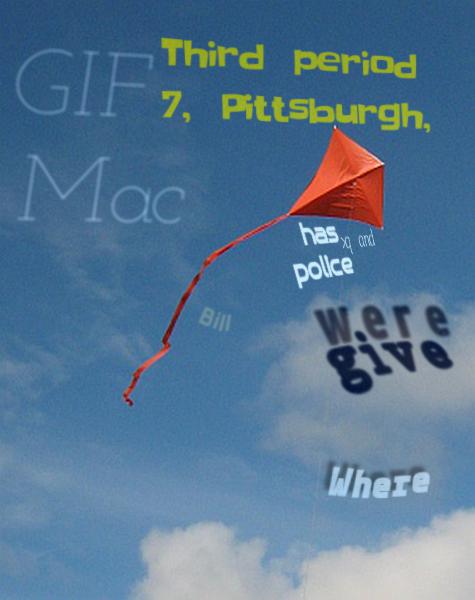 GIF
Mac
Third period
7, Pittsburgh,
has
police
xq and
Bill
were
give
Where